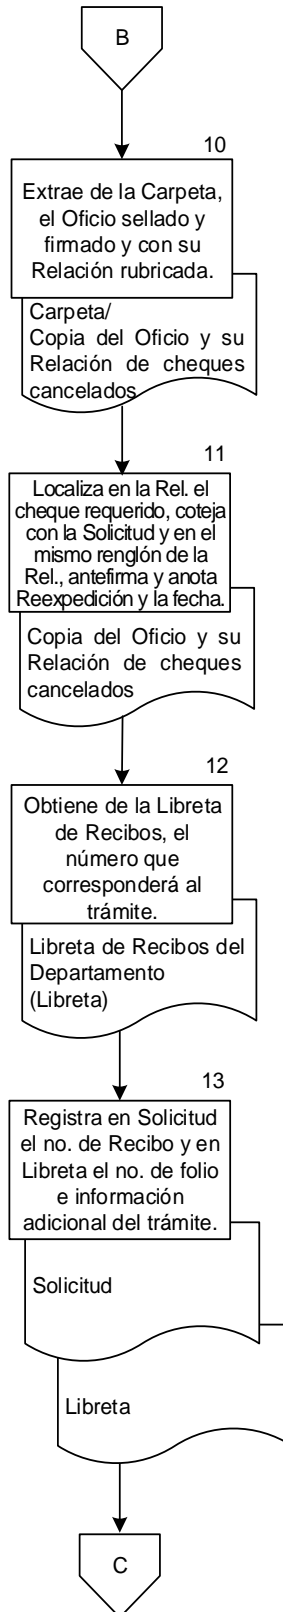 B
10
Extrae de la Carpeta,
el Oficio sellado y
firmado y con su
Relación rubricada.
Carpeta/
Copia del Oficio y su
Relación de cheques
cancelados
11
Localiza en la Rel. el
cheque requerido, coteja
con la Solicitud y en el
mismo renglón de la
Rel., antefirma y anota
Reexpedición y la fecha.
Copia del Oficio y su
Relación de cheques
cancelados
12
Obtiene de la Libreta
de Recibos, el
número que
corresponderá al
trámite.
Libreta de Recibos del
Departamento
(Libreta)
13
Registra en Solicitud
el no. de Recibo y en
Libreta el no. de folio
e información
adicional del trámite.
Solicitud
Libreta
C